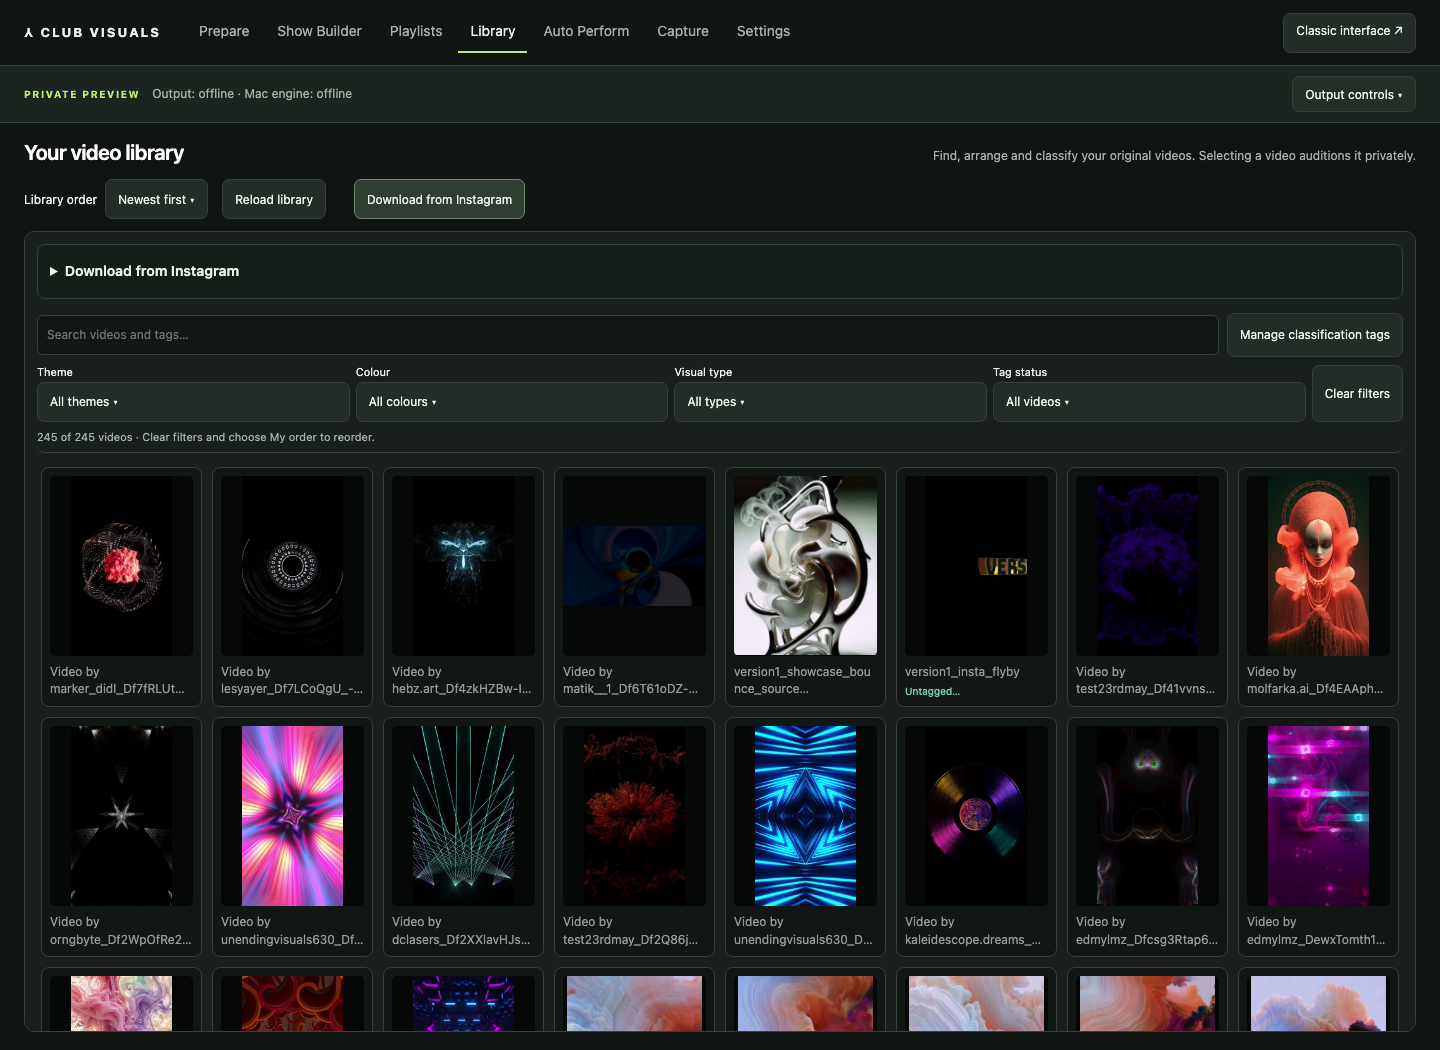 ⅄ CLUB VISUALS
Prepare
Show Builder
Playlists
Library
Auto Perform
Capture
Settings
Classic interface ↗
PRIVATE PREVIEW
Output: offline · Mac engine: offline
Output controls ▾
Your video library
Find, arrange and classify your original videos. Selecting a video auditions it privately.
Library order
Newest first ▾
Reload library
Download from Instagram
▶ Download from Instagram
Search videos and tags...
Manage classification tags
Theme
Colour
Visual type
Tag status
All themes ▾
All colours ▾
All types ▾
All videos ▾
Clear filters
245 of 245 videos · Clear filters and choose My order to reorder.
VERS
Video by
marker_didl_Df7fRLUt...
Video by
lesyayer_Df7LCoQgU_-...
Video by
hebz.art_Df4zkHZBw-I...
Video by
matik__1_Df6T61oDZ-...
version1_showcase_bou
nce_source...
version1_insta_flyby
Untagged...
Video by
test23rdmay_Df41vvns...
Video by
molfarka.ai_Df4EAAph...
Video by
orngbyte_Df2WpOfRe2...
Video by
unendingvisuals630_Df...
Video by
dclasers_Df2XXlavHJs...
Video by
test23rdmay_Df2Q86j...
Video by
unendingvisuals630_D...
Video by
kaleidescope.dreams_...
Video by
edmylmz_Dfcsg3Rtap6...
Video by
edmylmz_DewxTomth1...